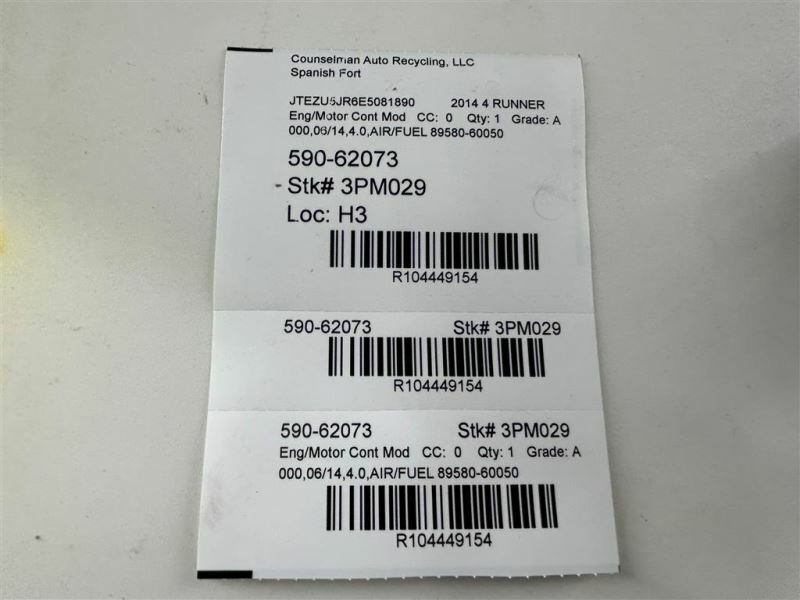 Counselman Auto Recycling, LLC
Spanish Fort
JTEZU5JR6E5081890 2014 4 RUNNER
Eng/Motor Cont Mod CC: 0 Qty: 1 Grade: A
000,06/14,4.0,AIR/FUEL 89580-60050
590-62073
Stk# 3PM029
Loc: H3
R104449154
590-62073 Stk# 3PM029
R104449154
590-62073 Stk# 3PM029
Eng/Motor Cont Mod CC: 0 Qty: 1 Grade: A
000,06/14,4.0,AIR/FUEL 89580-60050
R104449154